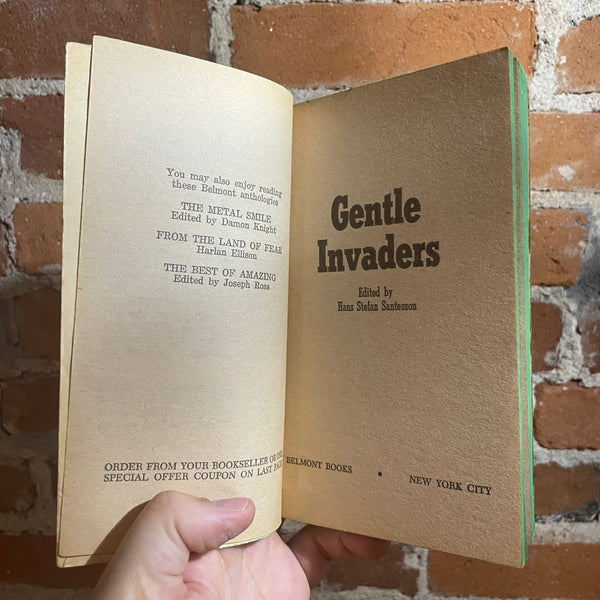 You may also enjoy reading
these Belmont anthologies
THE METAL SMILE
Edited by Damon Knight
FROM THE LAND OF FEAR
Harlan Ellison
THE BEST OF AMAZING
Edited by Joseph Ross
ORDER FROM YOUR BOOKSELLER OR
SPECIAL OFFER COUPON ON LAST
Gentle
Invaders
Edited by
Hans Stefan Santesson
BELMONT BOOKS • NEW YORK CITY